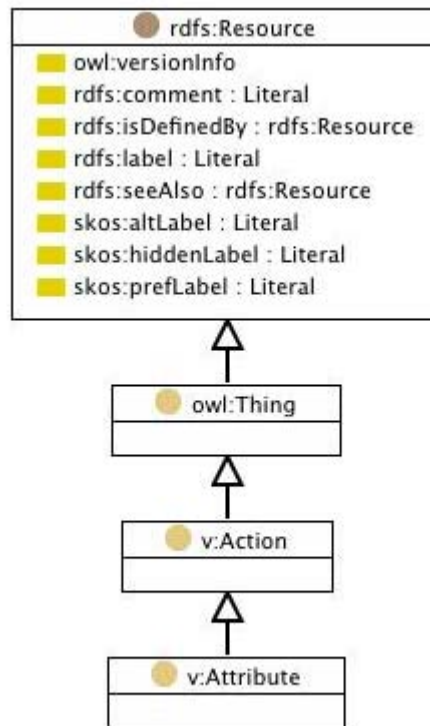 rdfs:Resource
owl:versionInfo
rdfs:comment : Literal
rdfs:isDefinedBy : rdfs:Resource
rdfs:label : Literal
rdfs:seeAlso : rdfs:Resource
skos:altLabel : Literal
skos:hiddenLabel : Literal
skos:prefLabel : Literal
owl:Thing
v:Action
v:Attribute